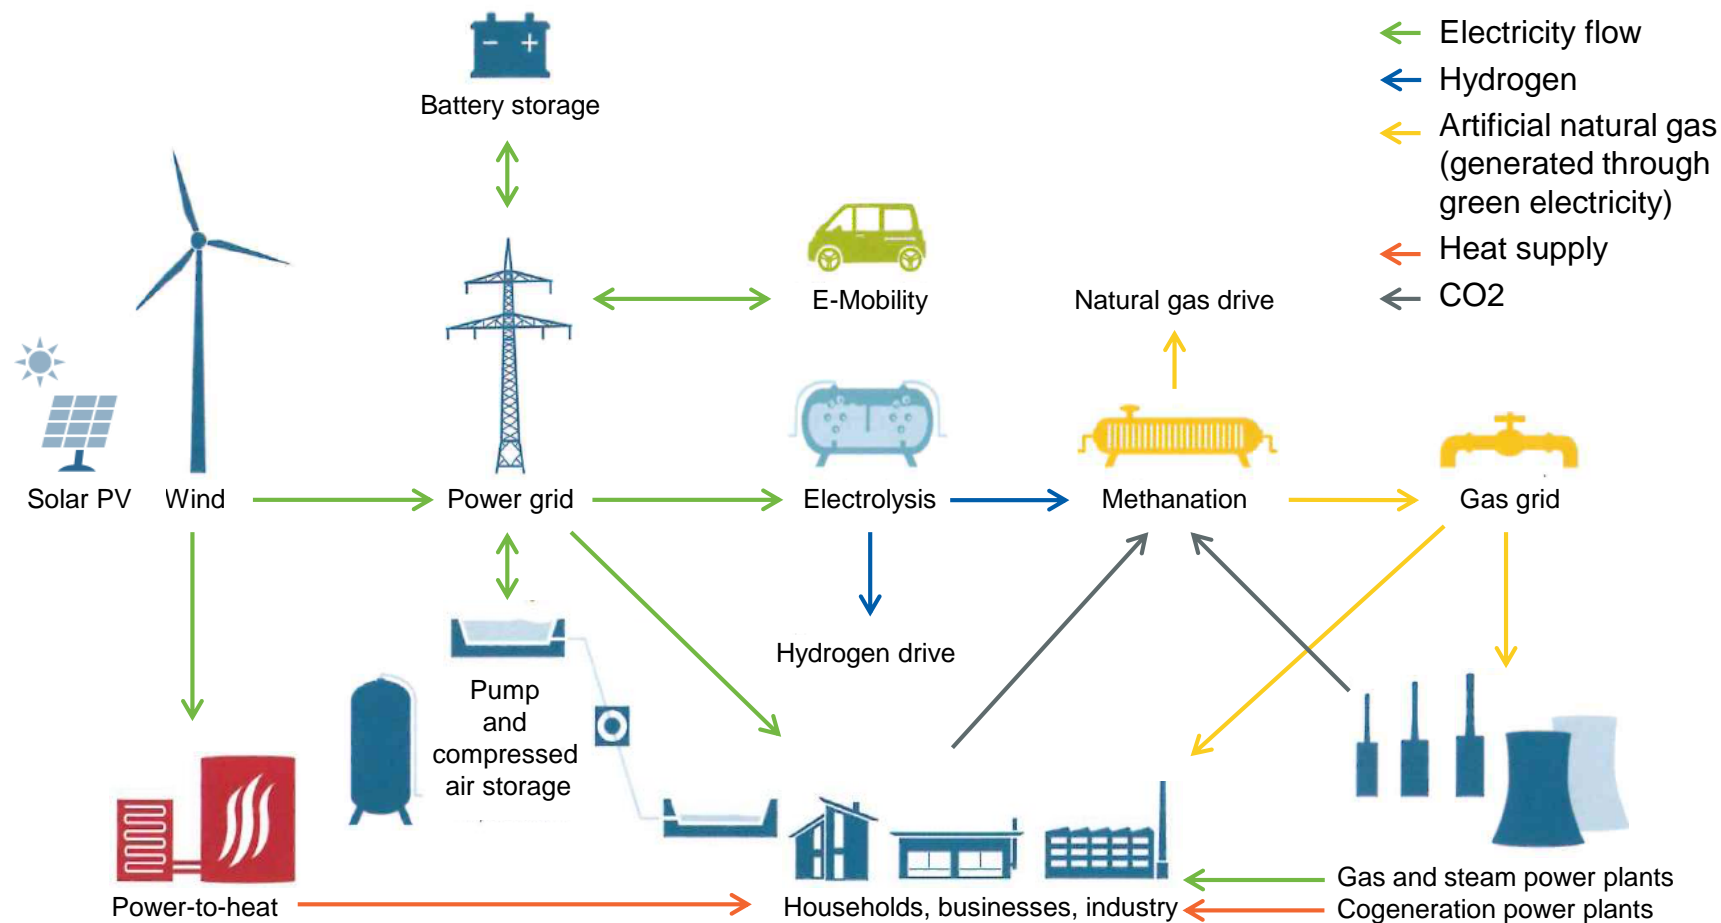 Battery storage
Electricity flow
Hydrogen
Artificial natural gas
(generated through
green electricity)
Heat supply
CO2
E-Mobility
Natural gas drive
Solar PV
Wind
Power grid
Electrolysis
Methanation
Gas grid
Hydrogen drive
Pump
and
compressed
air storage
Power-to-heat
Households, businesses, industry
Gas and steam power plants
Cogeneration power plants